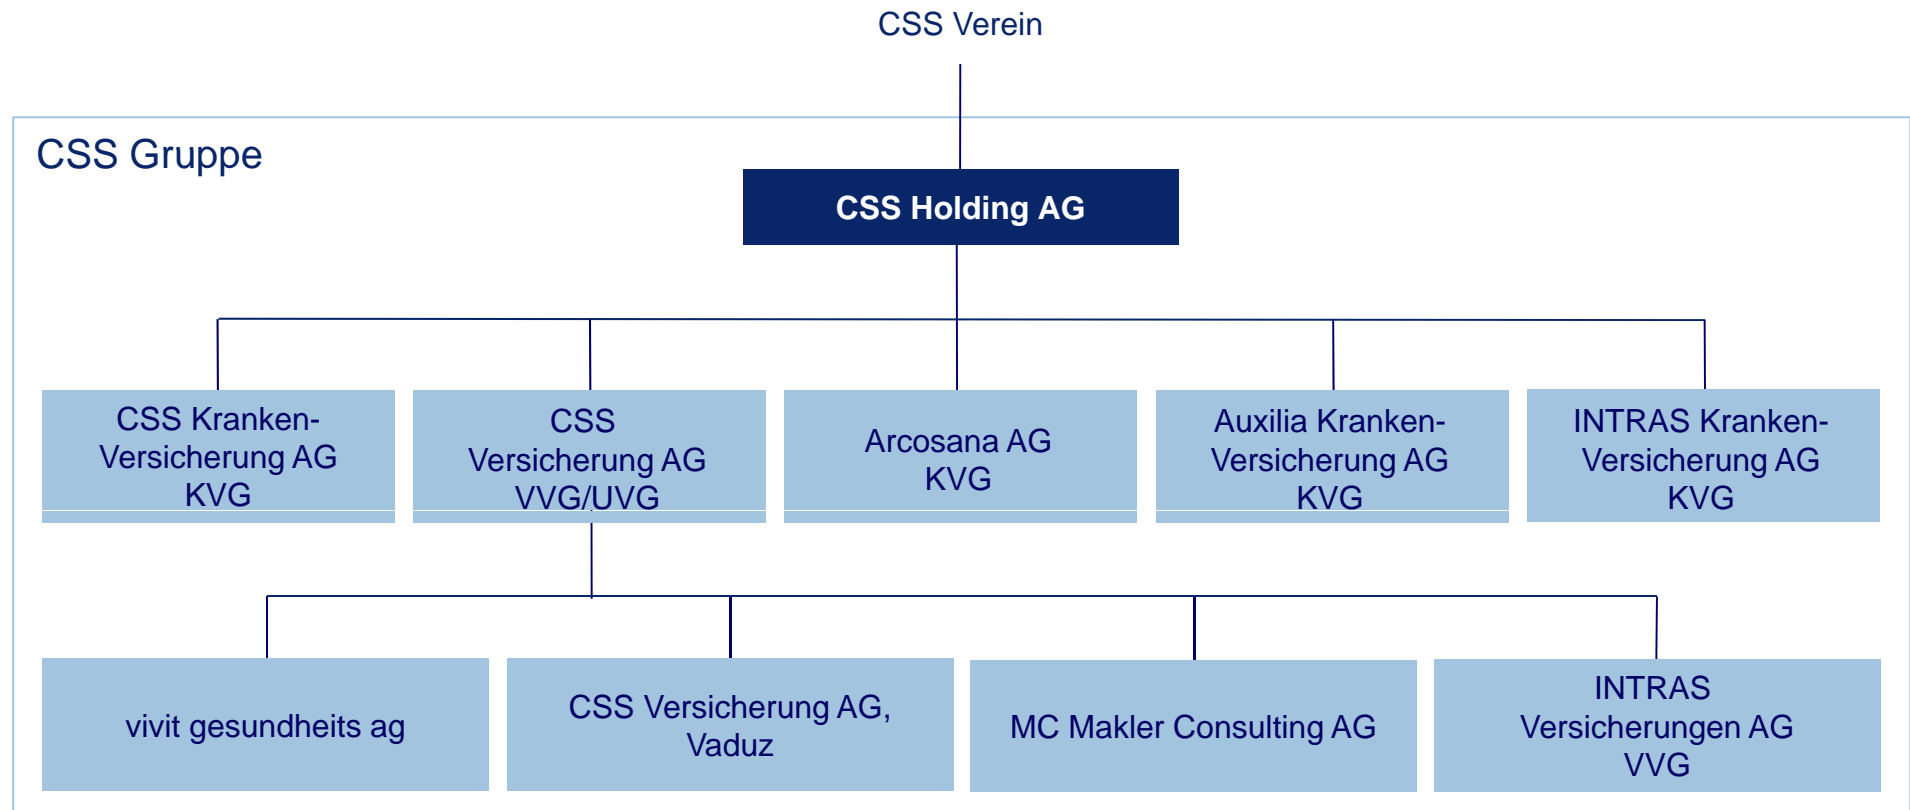 CSS Verein
CSS Gruppe
CSS Holding AG
CSS Kranken-
Versicherung AG
KVG
CSS
Versicherung AG
VVG/UVG
Arcosana AG
KVG
Auxilia Kranken-
Versicherung AG
KVG
INTRAS Kranken-
Versicherung AG
KVG
vivit gesundheits ag
CSS Versicherung AG,
Vaduz
MC Makler Consulting AG
INTRAS
Versicherungen AG
VVG